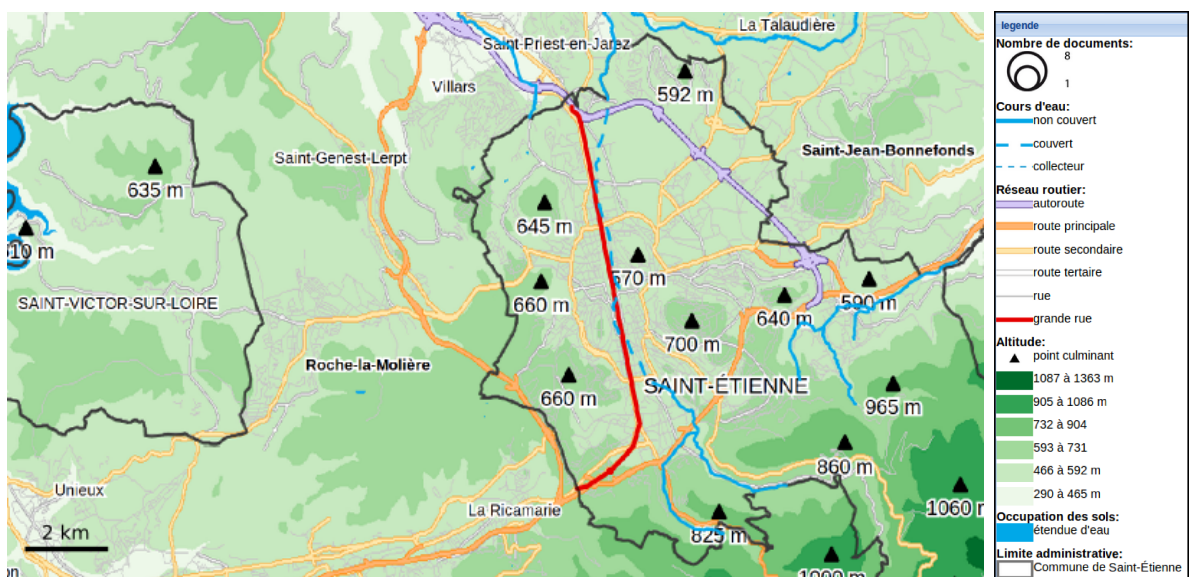 La Talaudière
Saint-Priest-en-Jarez
Villars
592 m
Saint-Genest-Lerpt
Saint-Jean-Bonnefonds
635 m
645 m
10 m
570 m
SAINT-VICTOR-SUR-LOIRE
660 m
640 m
590 m
700 m
Roche-la-Molière
660 m
SAINT-ÉTIENNE
965 m
860 m
Unieux
La Ricamarie
1060 m
2 km
825 m
legende
Nombre de documents:
8
1
Cours d'eau:
non couvert
couvert
collecteur
Réseau routier:
autoroute
route principale
route secondaire
route tertaire
rue
grande rue
Altitude:
point culminant
1087 à 1363 m
905 à 1086 m
732 à 904
593 à 731
466 à 592 m
290 à 465 m
Occupation des sols:
étendue d'eau
Limite administrative:
Commune de Saint-Étienne